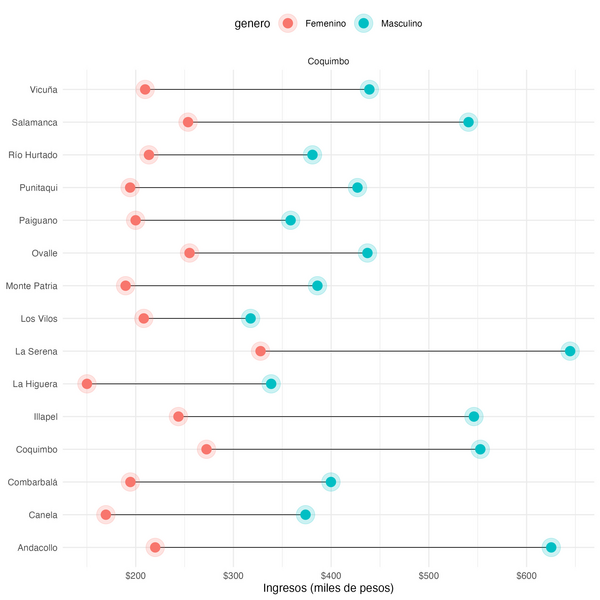 genero Femenino Masculino
Coquimbo
Vicuña
Salamanca
Río Hurtado
Punitaqui
Paiguano
Ovalle
Monte Patria
Los Vilos
La Serena
La Higuera
Illapel
Coquimbo
Combarbalá
Canela
Andacollo
$200 $300 $400 $500 $600
Ingresos (miles de pesos)